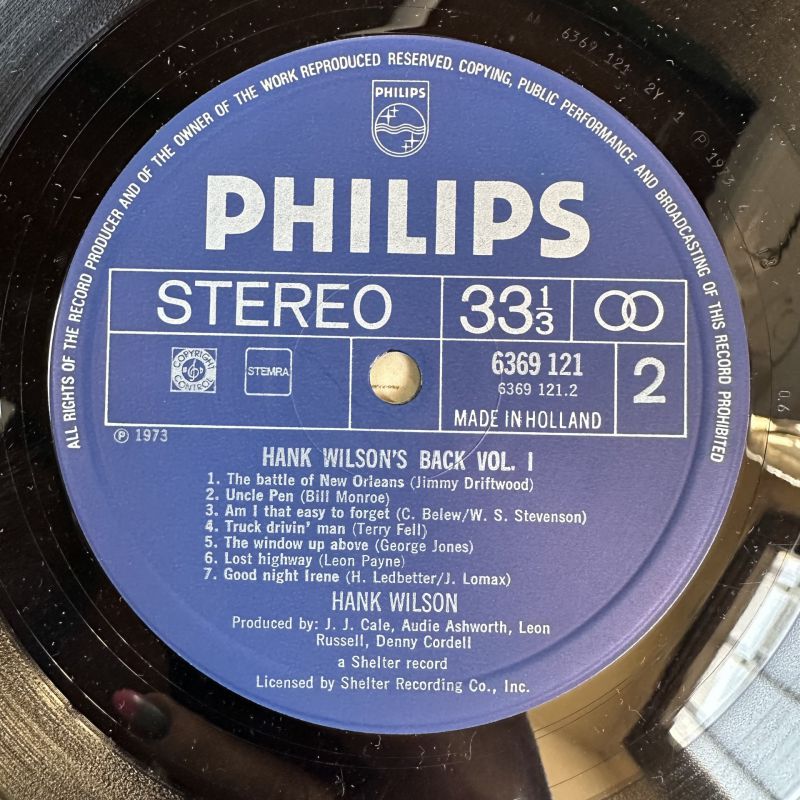 AA 6369 121 2Y 1 ℗ 1973
ALL RIGHTS OF THE RECORD PRODUCER AND OF THE OWNER OF THE WORK REPRODUCED RESERVED. COPYING, PUBLIC PERFORMANCE AND BROADCASTING OF THIS RECORD PROHIBITED
PHILIPS
PHILIPS
STEREO 33⅓
COPYRIGHT CONTROL STEMRA 6369 121 2
6369 121.2
MADE IN HOLLAND
℗ 1973
HANK WILSON'S BACK VOL. I
1. The battle of New Orleans (Jimmy Driftwood)
2. Uncle Pen (Bill Monroe)
3. Am I that easy to forget (C. Belew/W. S. Stevenson)
4. Truck drivin' man (Terry Fell)
5. The window up above (George Jones)
6. Lost highway (Leon Payne)
7. Good night Irene (H. Ledbetter/J. Lomax)
HANK WILSON
Produced by: J. J. Cale, Audie Ashworth, Leon
Russell, Denny Cordell
a Shelter record
Licensed by Shelter Recording Co., Inc.